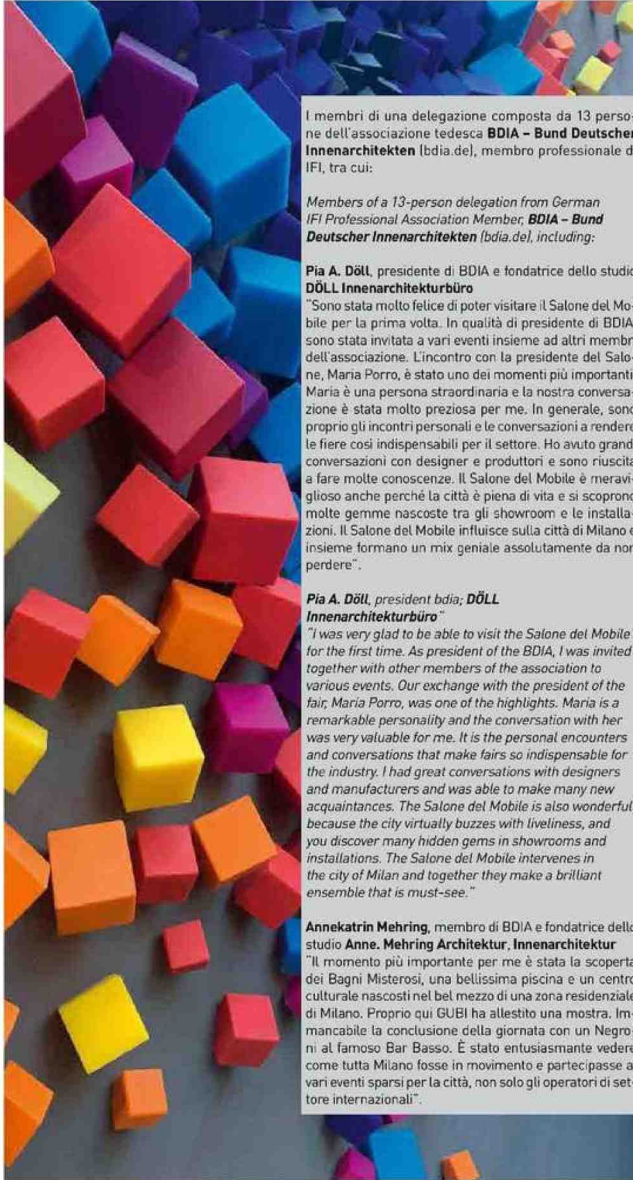 I membri di una delegazione composta da 13 perso-
ne dell'associazione tedesca BDIA – Bund Deutscher
Innenarchitekten (bdia.de), membro professionale d
IFI, tra cui:
Members of a 13-person delegation from German
IFI Professional Association Member, BDIA – Bund
Deutscher Innenarchitekten (bdia.de), including:
Pia A. Döll, presidente di BDIA e fondatrice dello studio
DÖLL Innenarchitekturbüro
"Sono stata molto felice di poter visitare il Salone del Mo-
bile per la prima volta. In qualità di presidente di BDIA
sono stata invitata a vari eventi insieme ad altri membr
dell'associazione. L'incontro con la presidente del Salo-
ne, Maria Porro, è stato uno dei momenti più importanti
Maria è una persona straordinaria e la nostra conversa-
zione è stata molto preziosa per me. In generale, sono
proprio gli incontri personali e le conversazioni a rendere
le fiere così indispensabili per il settore. Ho avuto grand
conversazioni con designer e produttori e sono riuscita
a fare molte conoscenze. Il Salone del Mobile è meravi-
glioso anche perché la città è piena di vita e si scoprono
molte gemme nascoste tra gli showroom e le installa-
zioni. Il Salone del Mobile influisce sulla città di Milano e
insieme formano un mix geniale assolutamente da non
perdere".
Pia A. Döll, president bdia; DÖLL
Innenarchitekturbüro"
"I was very glad to be able to visit the Salone del Mobile
for the first time. As president of the BDIA, I was invited
together with other members of the association to
various events. Our exchange with the president of the
fair, Maria Porro, was one of the highlights. Maria is a
remarkable personality and the conversation with her
was very valuable for me. It is the personal encounters
and conversations that make fairs so indispensable for
the industry. I had great conversations with designers
and manufacturers and was able to make many new
acquaintances. The Salone del Mobile is also wonderful
because the city virtually buzzes with liveliness, and
you discover many hidden gems in showrooms and
installations. The Salone del Mobile intervenes in
the city of Milan and together they make a brilliant
ensemble that is must-see."
Annekatrin Mehring, membro di BDIA e fondatrice dello
studio Anne. Mehring Architektur, Innenarchitektur
"Il momento più importante per me è stata la scoperta
dei Bagni Misterosi, una bellissima piscina e un centro
culturale nascosti nel bel mezzo di una zona residenziale
di Milano. Proprio qui GUBI ha allestito una mostra. Im-
mancabile la conclusione della giornata con un Negro-
ni al famoso Bar Basso. È stato entusiasmante vedere
come tutta Milano fosse in movimento e partecipasse a
vari eventi sparsi per la città, non solo gli operatori di set-
tore internazionali".